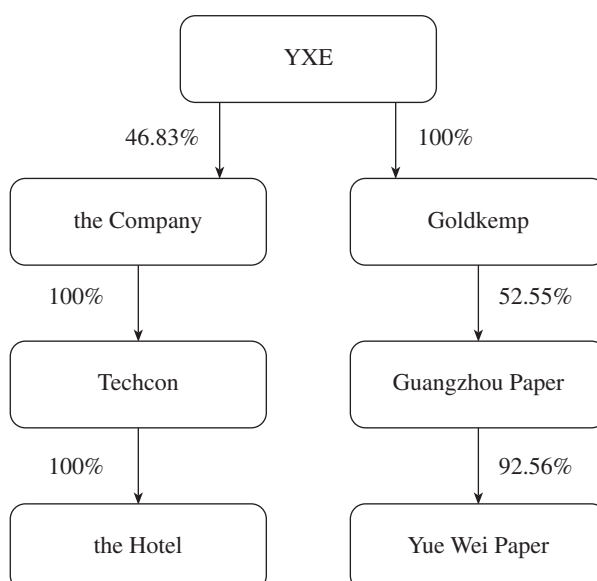 YXE
46.83%
100%
the Company
Goldkemp
100%
52.55%
Techcon
Guangzhou Paper
100%
92.56%
the Hotel
Yue Wei Paper